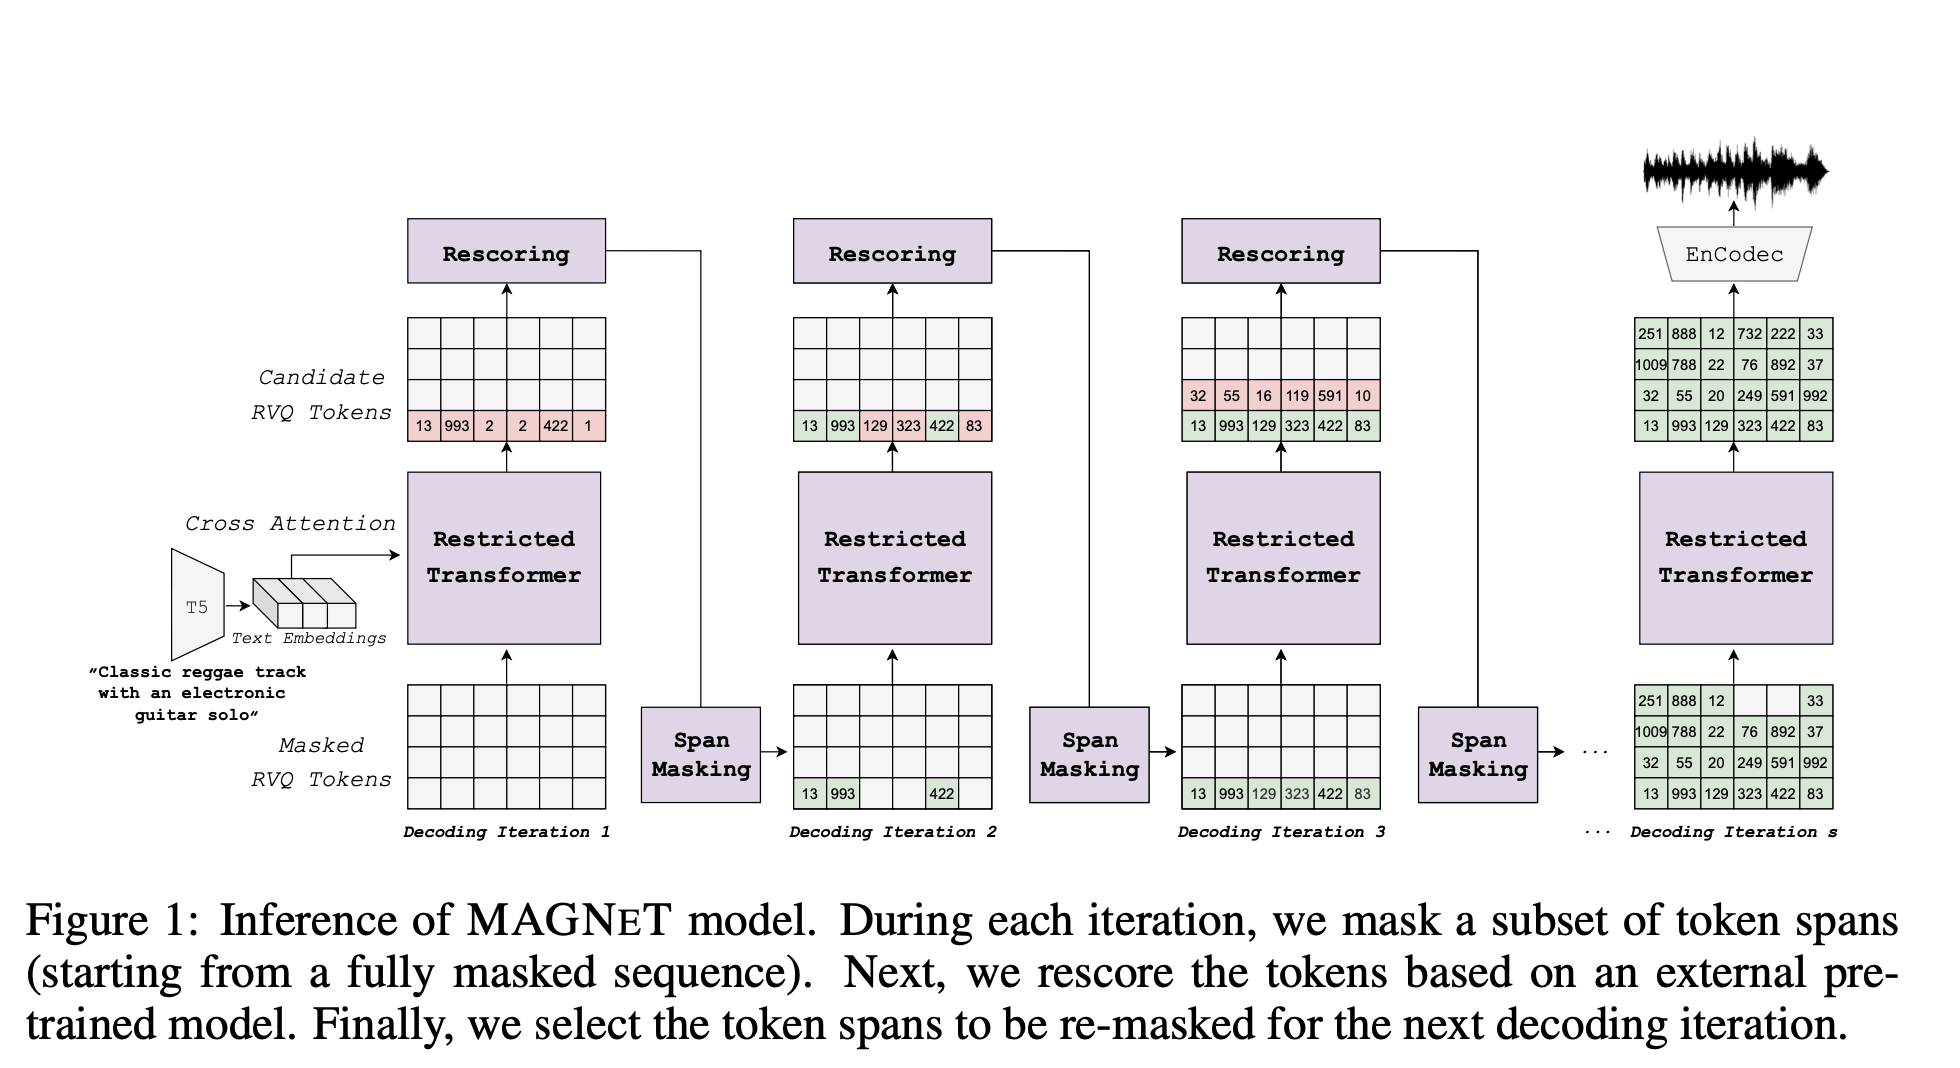 Rescoring Rescoring Rescoring EnCodec
Candidate
RVQ Tokens
13 993 2 2 422 1
13 993 129 323 422 83
32 55 16 119 591 10
13 993 129 323 422 83
251 888 12 732 222 33
1009 788 22 76 892 37
32 55 20 249 591 992
13 993 129 323 422 83
Cross Attention
T5
Text Embeddings
"Classic reggae track
with an electronic
guitar solo"
Restricted
Transformer
Restricted
Transformer
Restricted
Transformer
Restricted
Transformer
Masked
RVQ Tokens
Span
Masking
13 993 422
Span
Masking
13 993 129 323 422 83
Span
Masking
...
251 888 12 33
1009 788 22 76 892 37
32 55 20 249 591 992
13 993 129 323 422 83
Decoding Iteration 1 Decoding Iteration 2 Decoding Iteration 3 ... Decoding Iteration s
Figure 1: Inference of MAGNET model. During each iteration, we mask a subset of token spans
(starting from a fully masked sequence). Next, we rescore the tokens based on an external pre-
trained model. Finally, we select the token spans to be re-masked for the next decoding iteration.